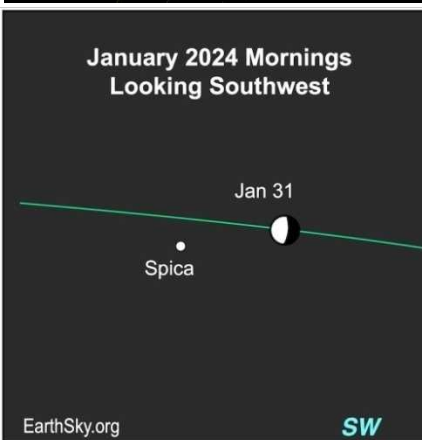 January 2024 Mornings
Looking Southwest
Jan 31
Spica
EarthSky.org
SW